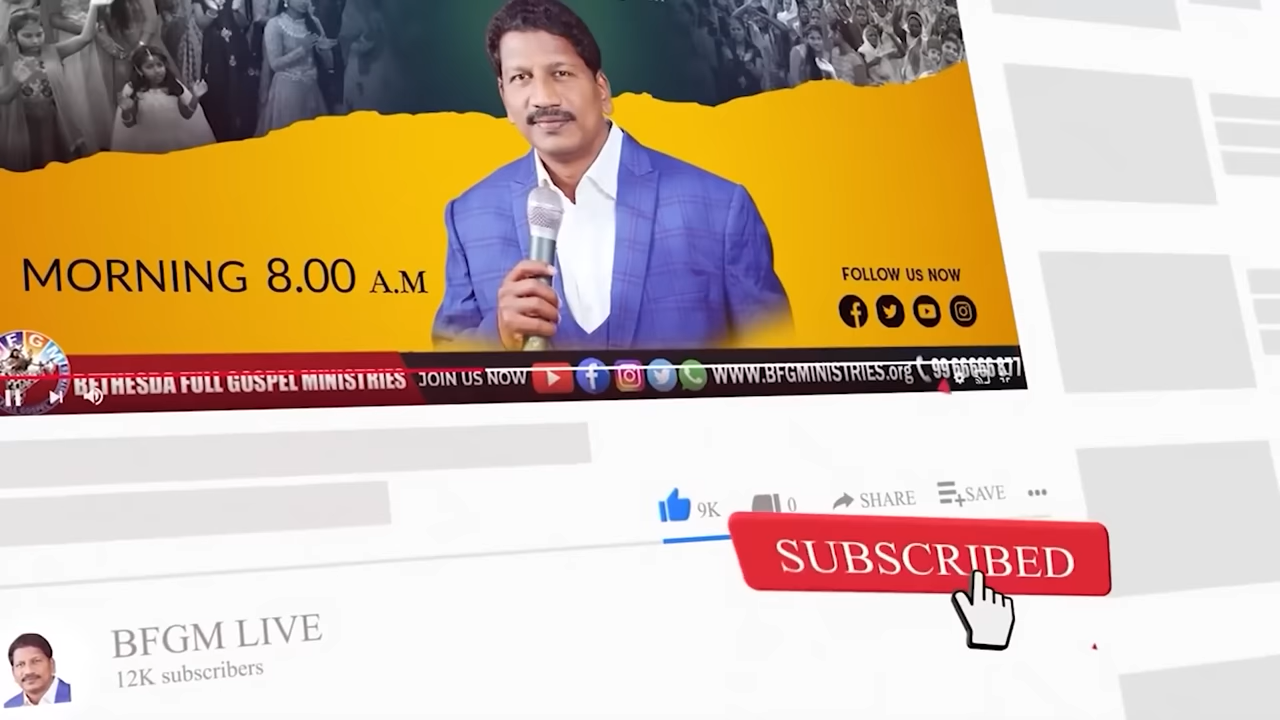 MORNING 8.00 A.M
FOLLOW US NOW
BETHESDA FULL GOSPEL MINISTRIES JOIN US NOW WWW.BFGMINISTRIES.org
9K 0 SHARE SAVE
SUBSCRIBED
BFGM LIVE
12K subscribers